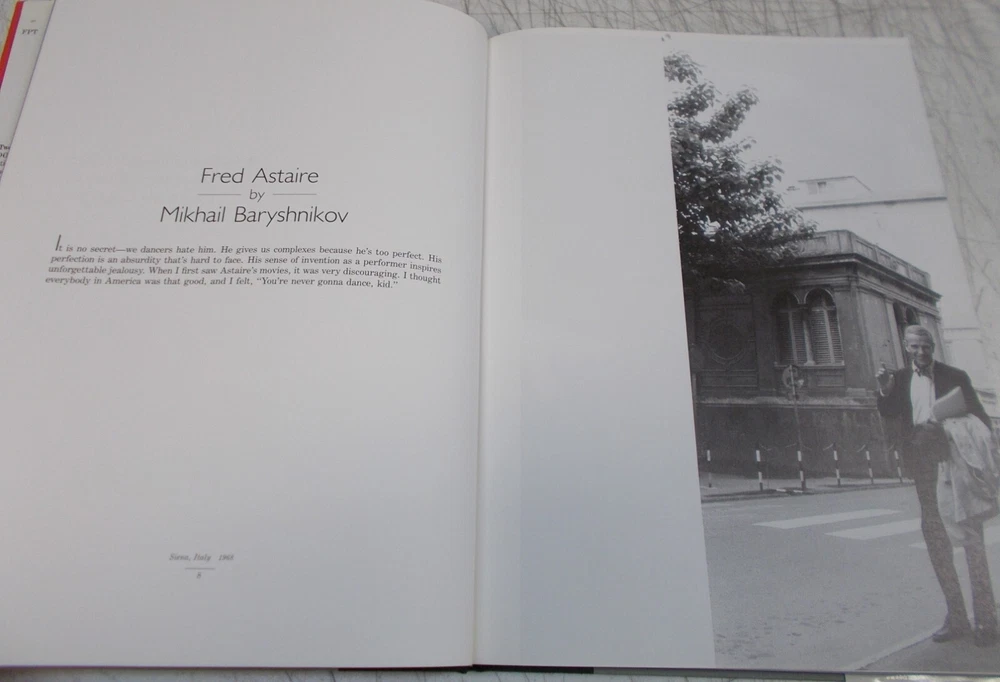 Fred Astaire
by
Mikhail Baryshnikov
It is no secret—we dancers hate him. He gives us complexes because he's too perfect. His
perfection is an absurdity that's hard to face. His sense of invention as a performer inspires
unforgettable jealousy. When I first saw Astaire's movies, it was very discouraging. I thought
everybody in America was that good, and I felt, "You're never gonna dance, kid."
Italy
8